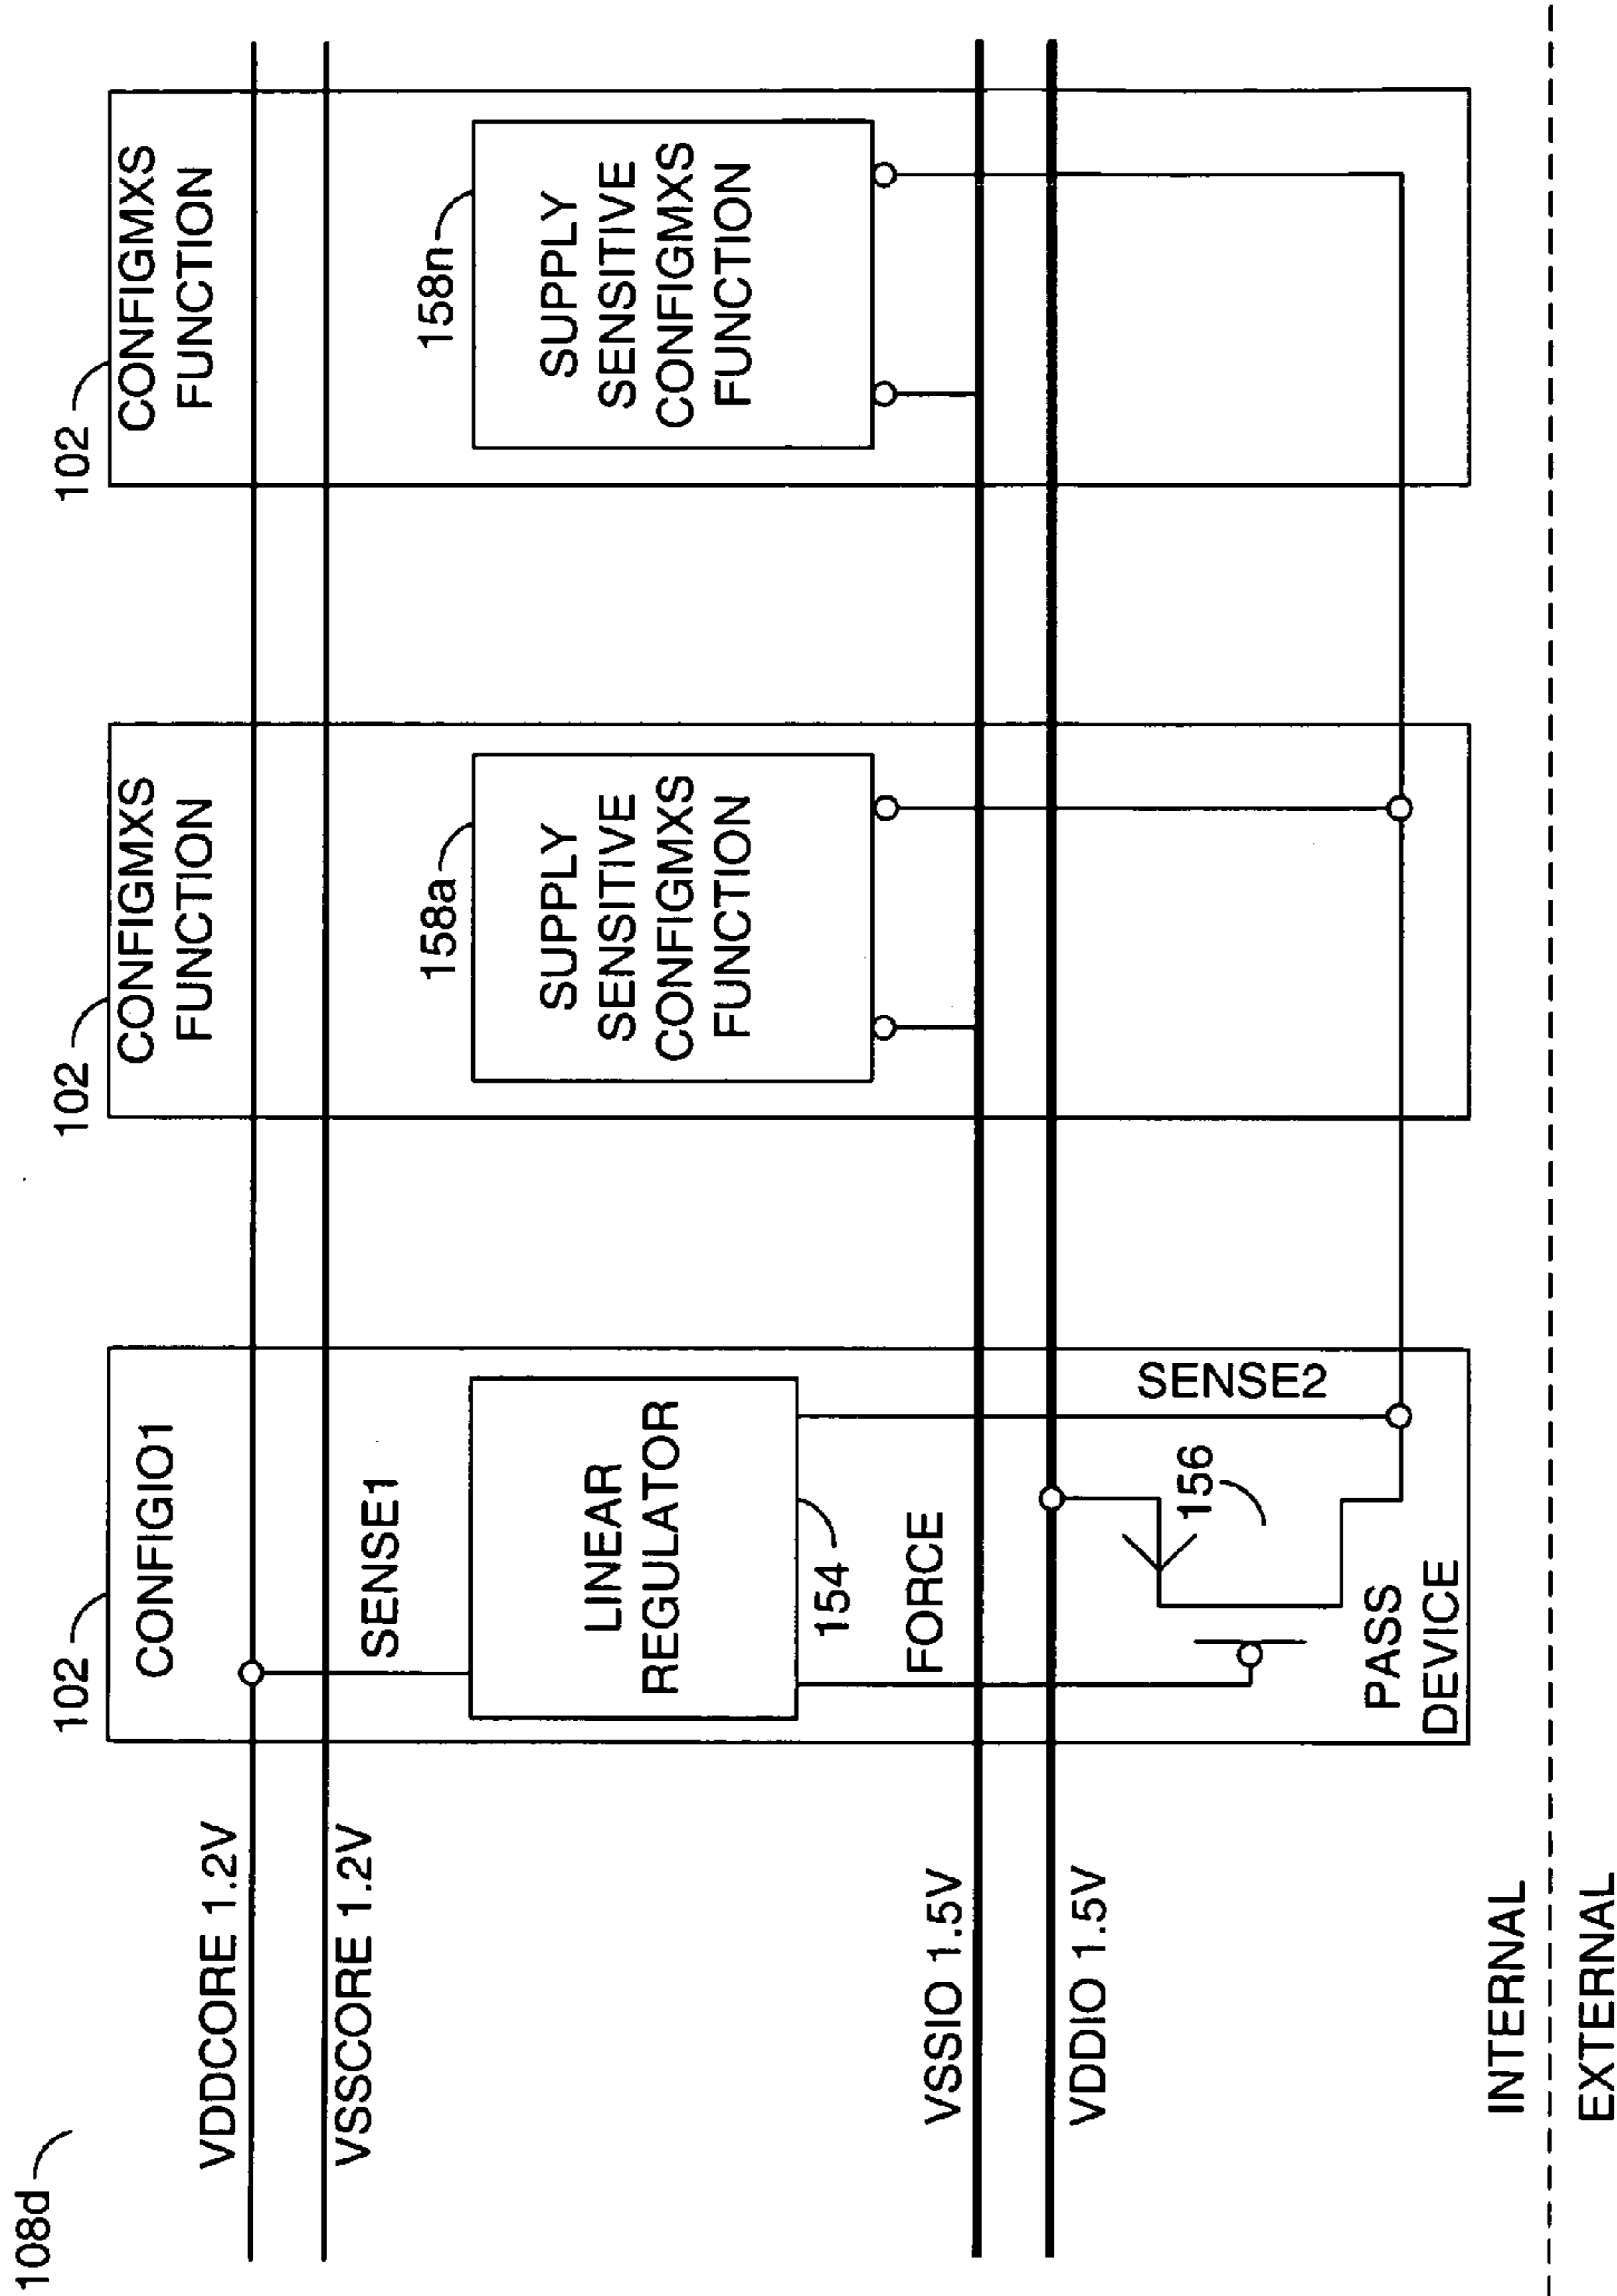 108d
102
CONFIGIO1
102
CONFIGMXS
FUNCTION
102
CONFIGMXS
FUNCTION
VDDCORE 1.2V
VSSCORE 1.2V
SENSE1
LINEAR
REGULATOR
154
158a
SUPPLY
SENSITIVE
CONFIGMXS
FUNCTION
158n
SUPPLY
SENSITIVE
CONFIGMXS
FUNCTION
FORCE
VSSIO 1.5V
VDDIO 1.5V
SENSE2
156
PASS
DEVICE
INTERNAL
EXTERNAL